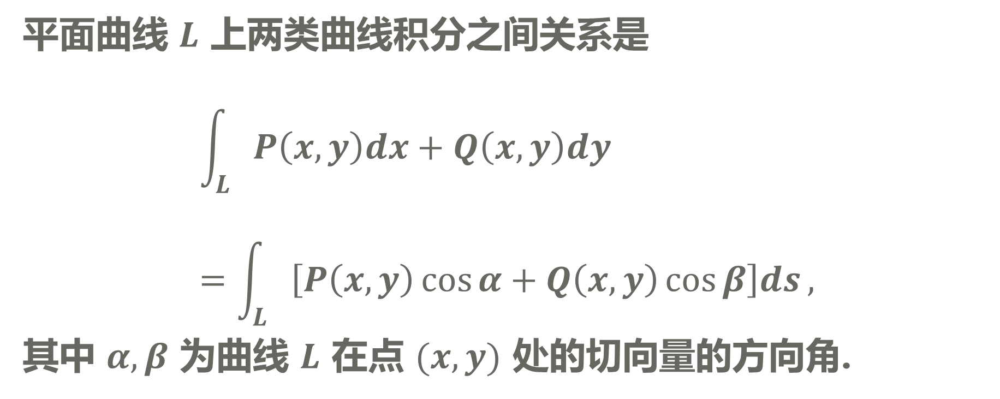 平面曲线 L 上两类曲线积分之间关系是
∫_L P(x, y)dx + Q(x, y)dy
= ∫_L [P(x, y) cos α + Q(x, y) cos β]ds ,
其中 α, β 为曲线 L 在点 (x, y) 处的切向量的方向角.